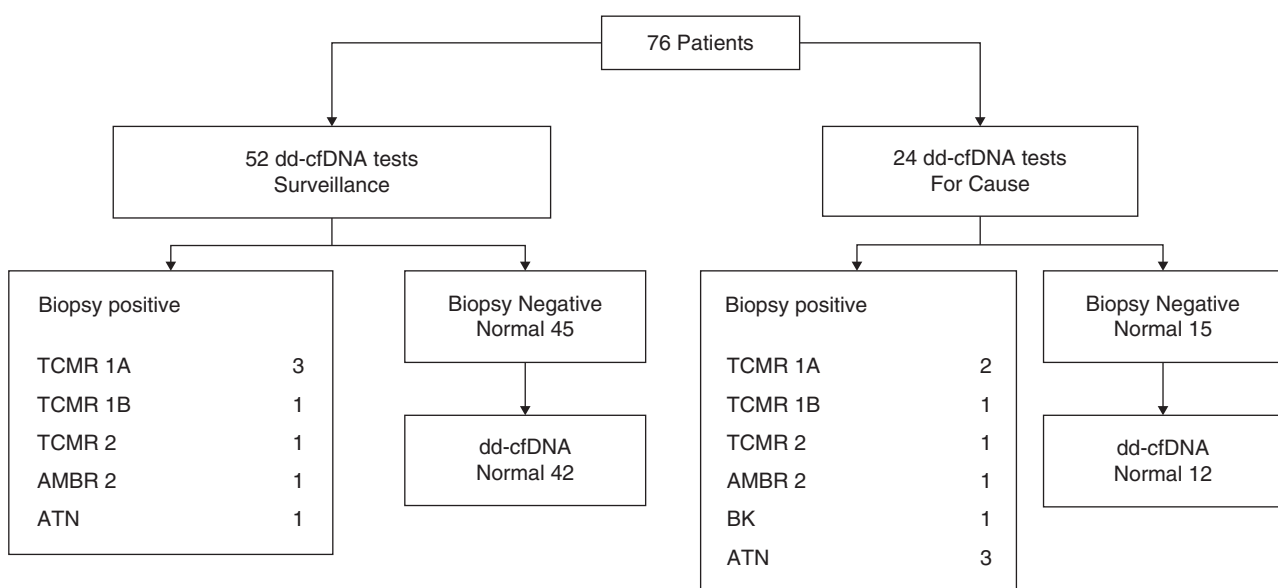 76 Patients
52 dd-cfDNA tests
Surveillance
24 dd-cfDNA tests
For Cause
Biopsy positive
TCMR 1A 3
TCMR 1B 1
TCMR 2 1
AMBR 2 1
ATN 1
Biopsy Negative
Normal 45
dd-cfDNA
Normal 42
Biopsy positive
TCMR 1A 2
TCMR 1B 1
TCMR 2 1
AMBR 2 1
BK 1
ATN 3
Biopsy Negative
Normal 15
dd-cfDNA
Normal 12